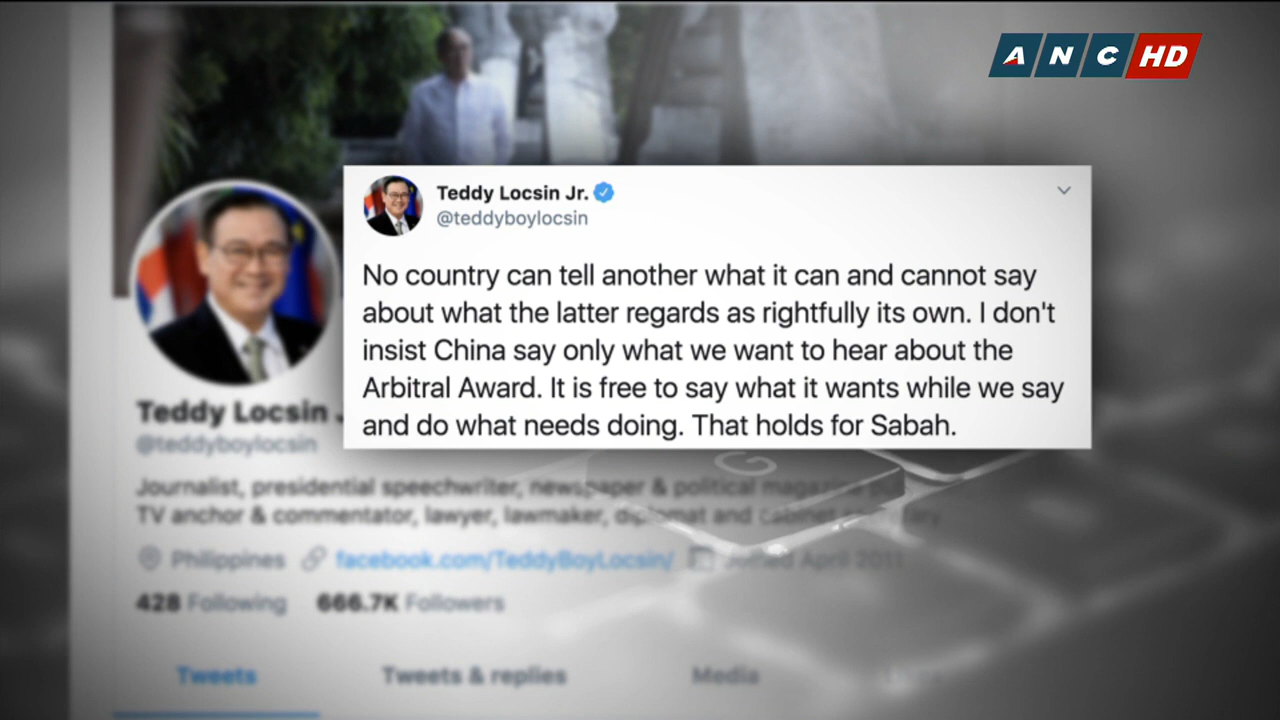 ANC HD
Teddy Locsin Jr.
@teddyboylocsin
No country can tell another what it can and cannot say
about what the latter regards as rightfully its own. I don't
insist China say only what we want to hear about the
Arbitral Award. It is free to say what it wants while we say
and do what needs doing. That holds for Sabah.
Teddy Locsin
@teddyboylocsin
Journalist, presidential speechwriter, newspaper & political magazine
TV anchor & commentator, lawyer, lawmaker, diplomat and cabinet
Philippines facebook.com/TeddyBoyLocsin/ Joined April 2011
428 Following 666.7K Followers
Tweets Tweets & replies Media
G